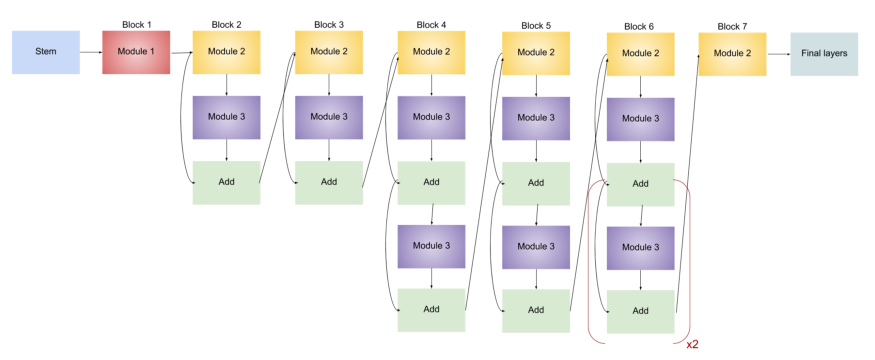 Block 1
Block 2
Block 3
Block 4
Block 5
Block 6
Block 7
Stem
Module 1
Module 2
Module 2
Module 2
Module 2
Module 2
Module 2
Final layers
Module 3
Module 3
Module 3
Module 3
Module 3
Add
Add
Add
Add
Add
Module 3
Module 3
Module 3
Add
Add
Add
x2